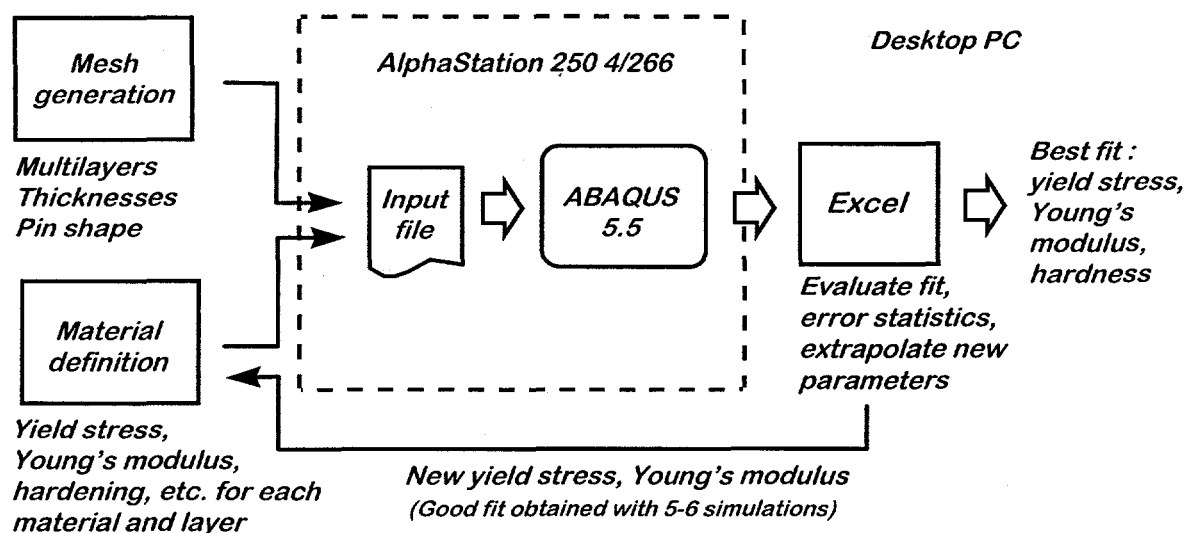 Mesh
generation
Multilayers
Thicknesses
Pin shape
Material
definition
Yield stress,
Young's modulus,
hardening, etc. for each
material and layer
AlphaStation 250 4/266
Input
file
ABAQUS
5.5
Desktop PC
Excel
Evaluate fit,
error statistics,
extrapolate new
parameters
Best fit :
yield stress,
Young's
modulus,
hardness
New yield stress, Young's modulus
(Good fit obtained with 5-6 simulations)